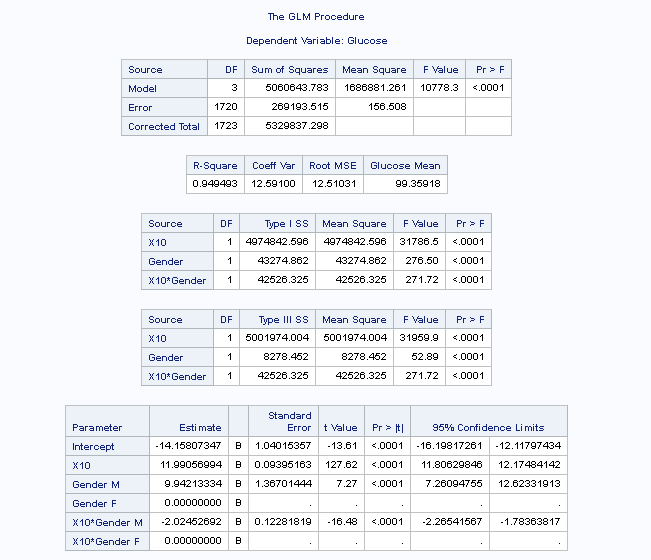 The GLM Procedure
Dependent Variable: Glucose
Source DF Sum of Squares Mean Square F Value Pr > F
Model 3 5060643.783 1686881.261 10778.3 <.0001
Error 1720 269193.515 156.508
Corrected Total 1723 5329837.298
R-Square Coeff Var Root MSE Glucose Mean
0.949493 12.59100 12.51031 99.35918
Source DF Type I SS Mean Square F Value Pr > F
X10 1 4974842.596 4974842.596 31786.5 <.0001
Gender 1 43274.862 43274.862 276.50 <.0001
X10*Gender 1 42526.325 42526.325 271.72 <.0001
Source DF Type III SS Mean Square F Value Pr > F
X10 1 5001974.004 5001974.004 31959.9 <.0001
Gender 1 8278.452 8278.452 52.89 <.0001
X10*Gender 1 42526.325 42526.325 271.72 <.0001
Parameter Estimate Standard Error t Value Pr > |t| 95% Confidence Limits
Intercept -14.15807347 B 1.04015357 -13.61 <.0001 -16.19817261 -12.11797434
X10 11.99056994 B 0.09395163 127.62 <.0001 11.80629846 12.17484142
Gender M 9.94213334 B 1.36701444 7.27 <.0001 7.26094755 12.62331913
Gender F 0.00000000 B . . . . .
X10*Gender M -2.02452692 B 0.12281819 -16.48 <.0001 -2.26541567 -1.78363817
X10*Gender F 0.00000000 B . . . . .